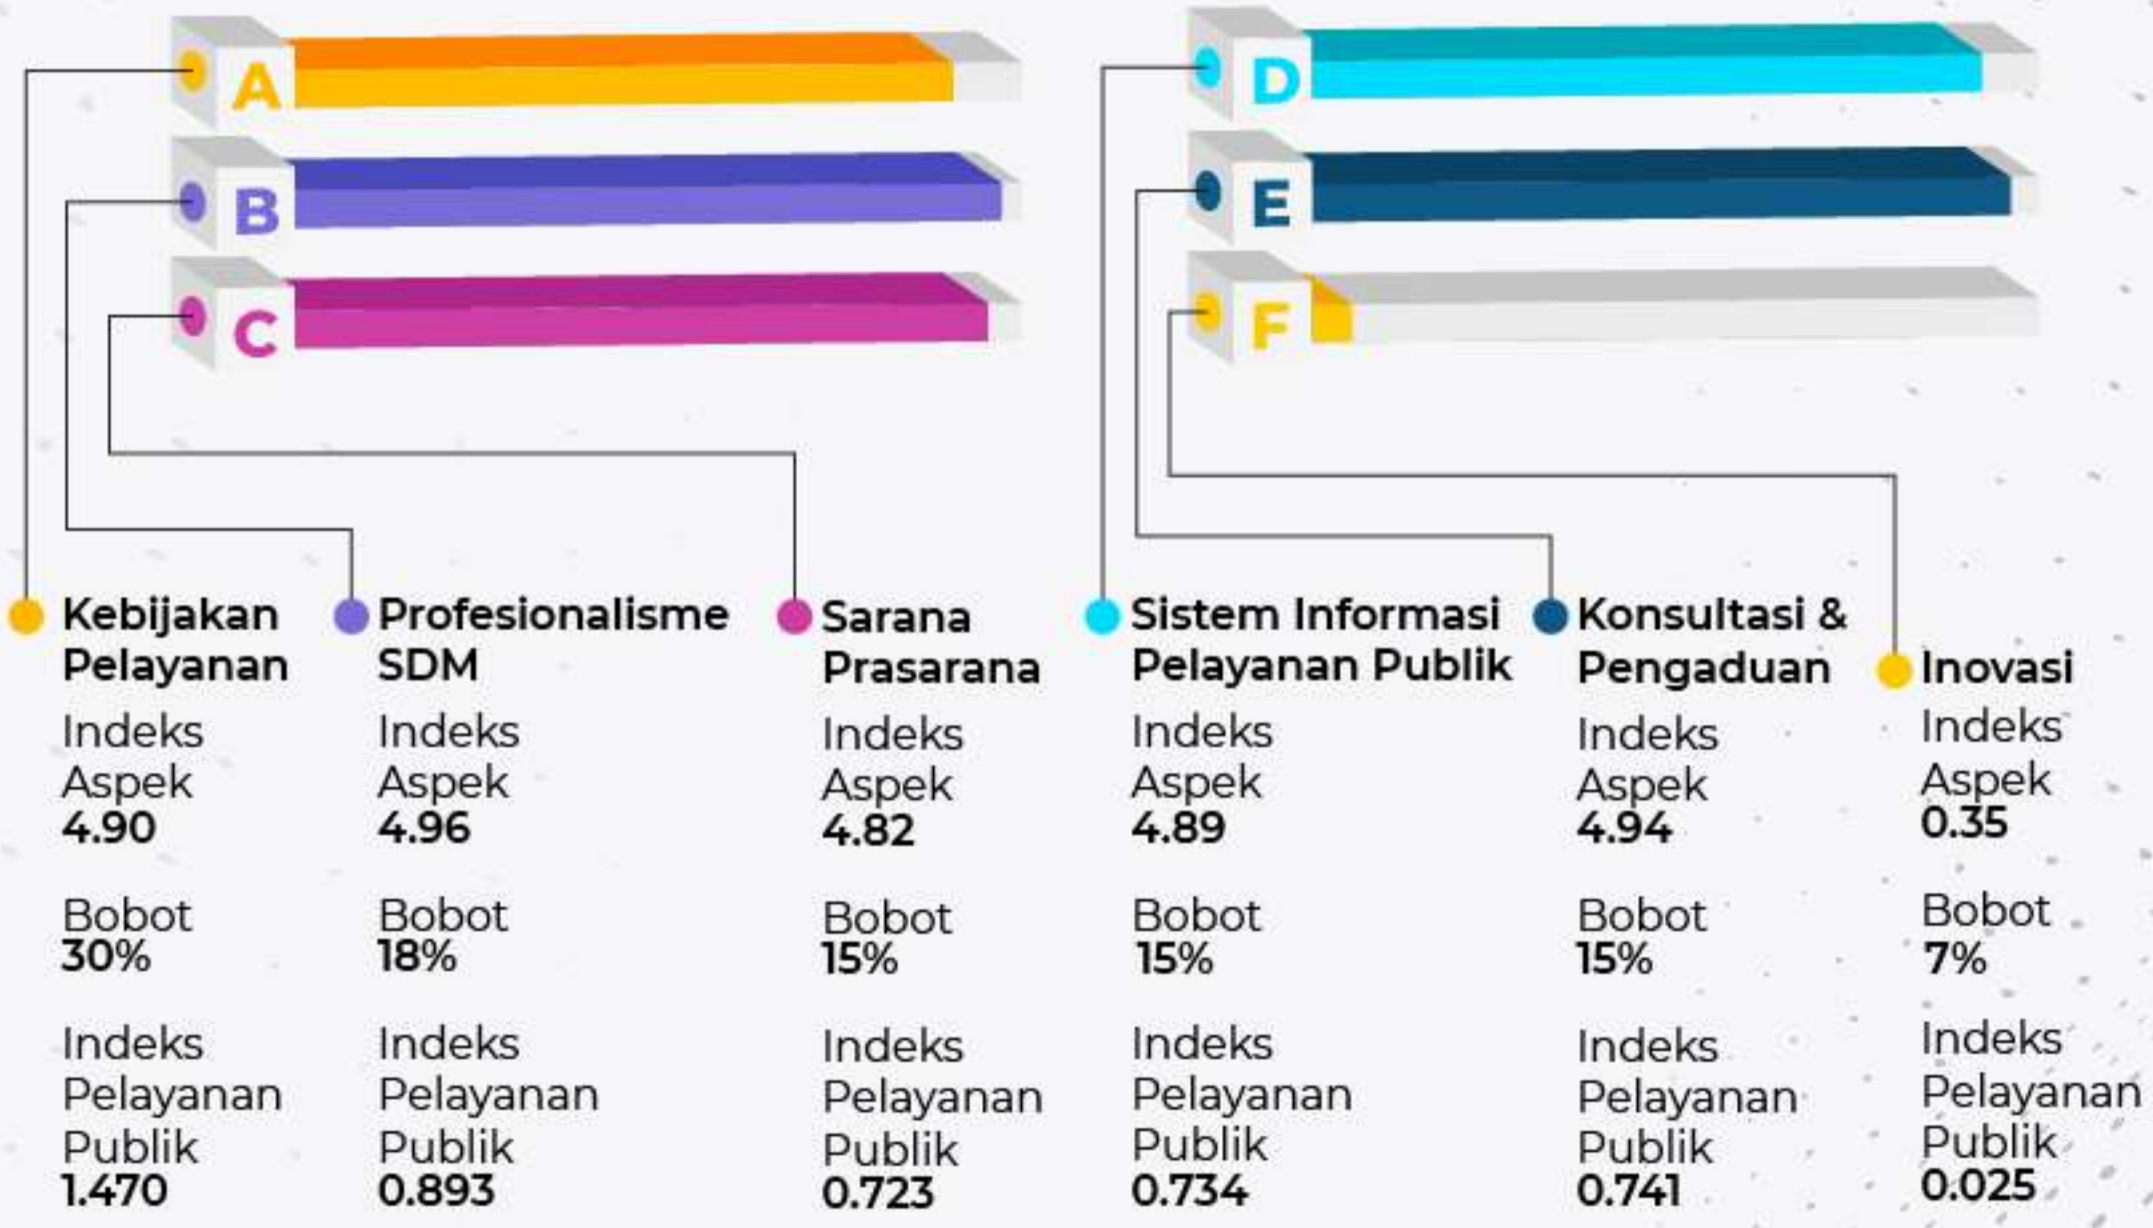 A
B
C
D
E
F
Kebijakan
Pelayanan
Indeks
Aspek
4.90
Bobot
30%
Indeks
Pelayanan
Publik
1.470
Profesionalisme
SDM
Indeks
Aspek
4.96
Bobot
18%
Indeks
Pelayanan
Publik
0.893
Sarana
Prasarana
Indeks
Aspek
4.82
Bobot
15%
Indeks
Pelayanan
Publik
0.723
Sistem Informasi
Pelayanan Publik
Indeks
Aspek
4.89
Bobot
15%
Indeks
Pelayanan
Publik
0.734
Konsultasi &
Pengaduan
Indeks
Aspek
4.94
Bobot
15%
Indeks
Pelayanan
Publik
0.741
Inovasi
Indeks
Aspek
0.35
Bobot
7%
Indeks
Pelayanan
Publik
0.025